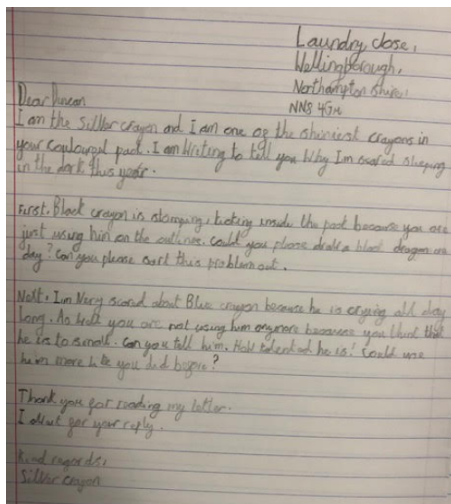 Laundry close,
Wellingborough,
Northampton shire,
NN8 4GH
Dear Duncan
I am the Silver crayon and I am one of the shiniest crayons in
your coulourel pack. I am Writing to tell you Why I'm scared sleeping
in the dark this year.
First. Black crayon is stomping, kicking inside the pack because you are
just using him on the outlines. could you please draw a black dragon one
day? Can you please sort this problem out.
Next, I'm Very scared about Blue crayon because he is crying all day
long. As well you are not using him anymore because you think that
he is to small. can you tell him. How talented he is! Could use
him more like you did before?
Thank you for reading my letter.
I await for your reply.
Kind regards,
Silver crayon